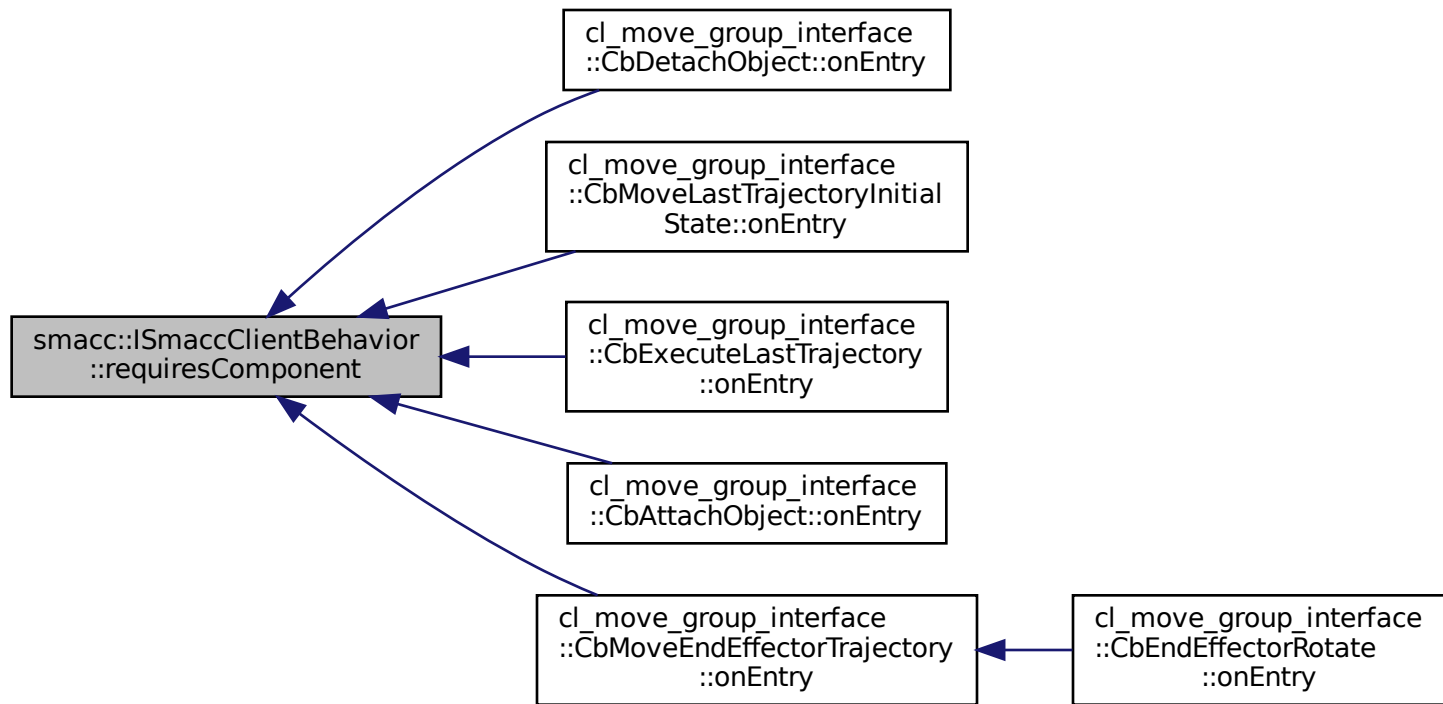 cl_move_group_interface
::CbDetachObject::onEntry
cl_move_group_interface
::CbMoveLastTrajectoryInitial
State::onEntry
smacc::ISmaccClientBehavior
::requiresComponent
cl_move_group_interface
::CbExecuteLastTrajectory
::onEntry
cl_move_group_interface
::CbAttachObject::onEntry
cl_move_group_interface
::CbMoveEndEffectorTrajectory
::onEntry
cl_move_group_interface
::CbEndEffectorRotate
::onEntry